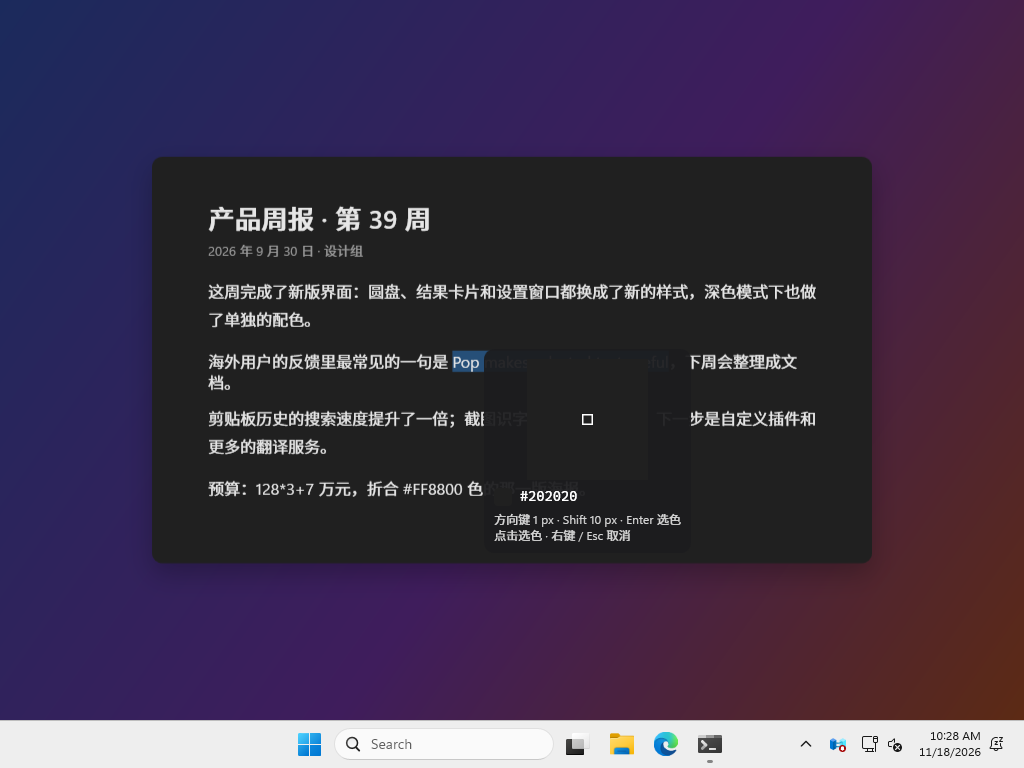 产品周报 · 第 39 周
2026 年 9 月 30 日 · 设计组
这周完成了新版界面：圆盘、结果卡片和设置窗口都换成了新的样式，深色模式下也做
了单独的配色。
海外用户的反馈里最常见的一句是 Pop makes 下周会整理成文
档。
剪贴板历史的搜索速度提升了一倍；截图识字 下一步是自定义插件和
更多的翻译服务。
预算：128*3+7 万元，折合 #FF8800 色
#202020
方向键 1 px · Shift 10 px · Enter 选色
点击选色 · 右键 / Esc 取消
Search
10:28 AM
11/18/2026